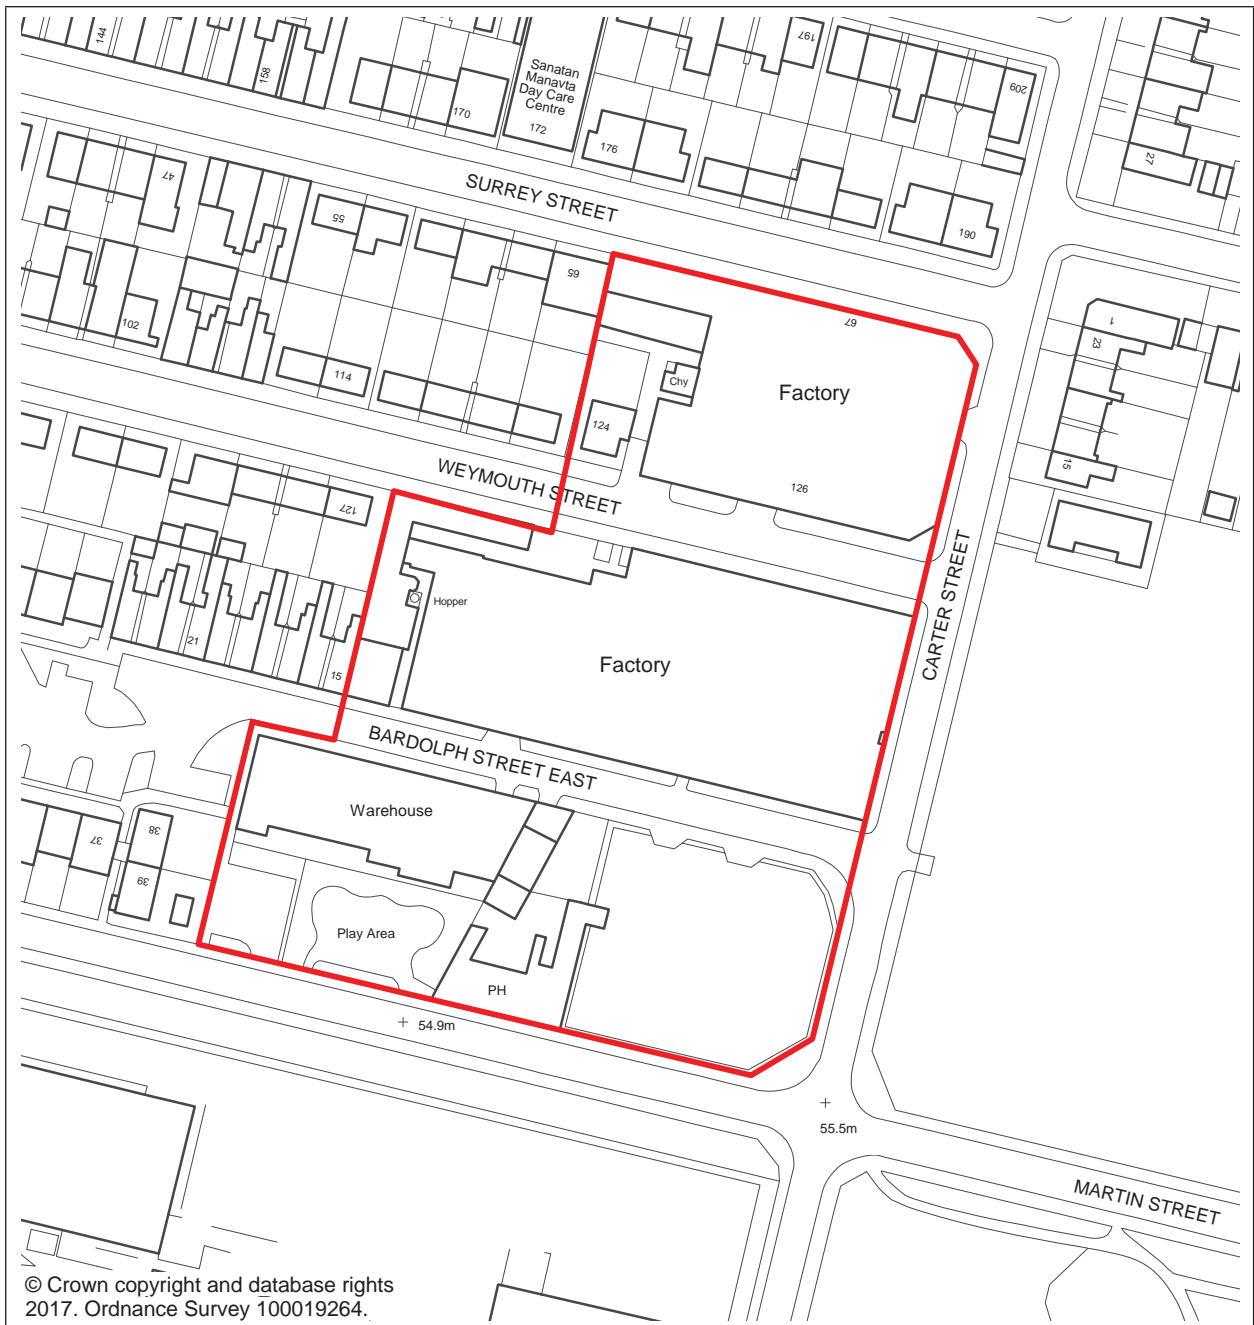 144
158
170
Sanatan
Manavta
Day Care
Centre
172
197
176
209
27
47
SURREY STREET
55
190
65
67
1
23
102
114
Chy
Factory
124
15
WEYMOUTH STREET
126
127
CARTER STREET
Hopper
21
Factory
15
BARDOLPH STREET EAST
Warehouse
37
38
39
Play Area
PH
54.9m
55.5m
MARTIN STREET
© Crown copyright and database rights
2017. Ordnance Survey 100019264.